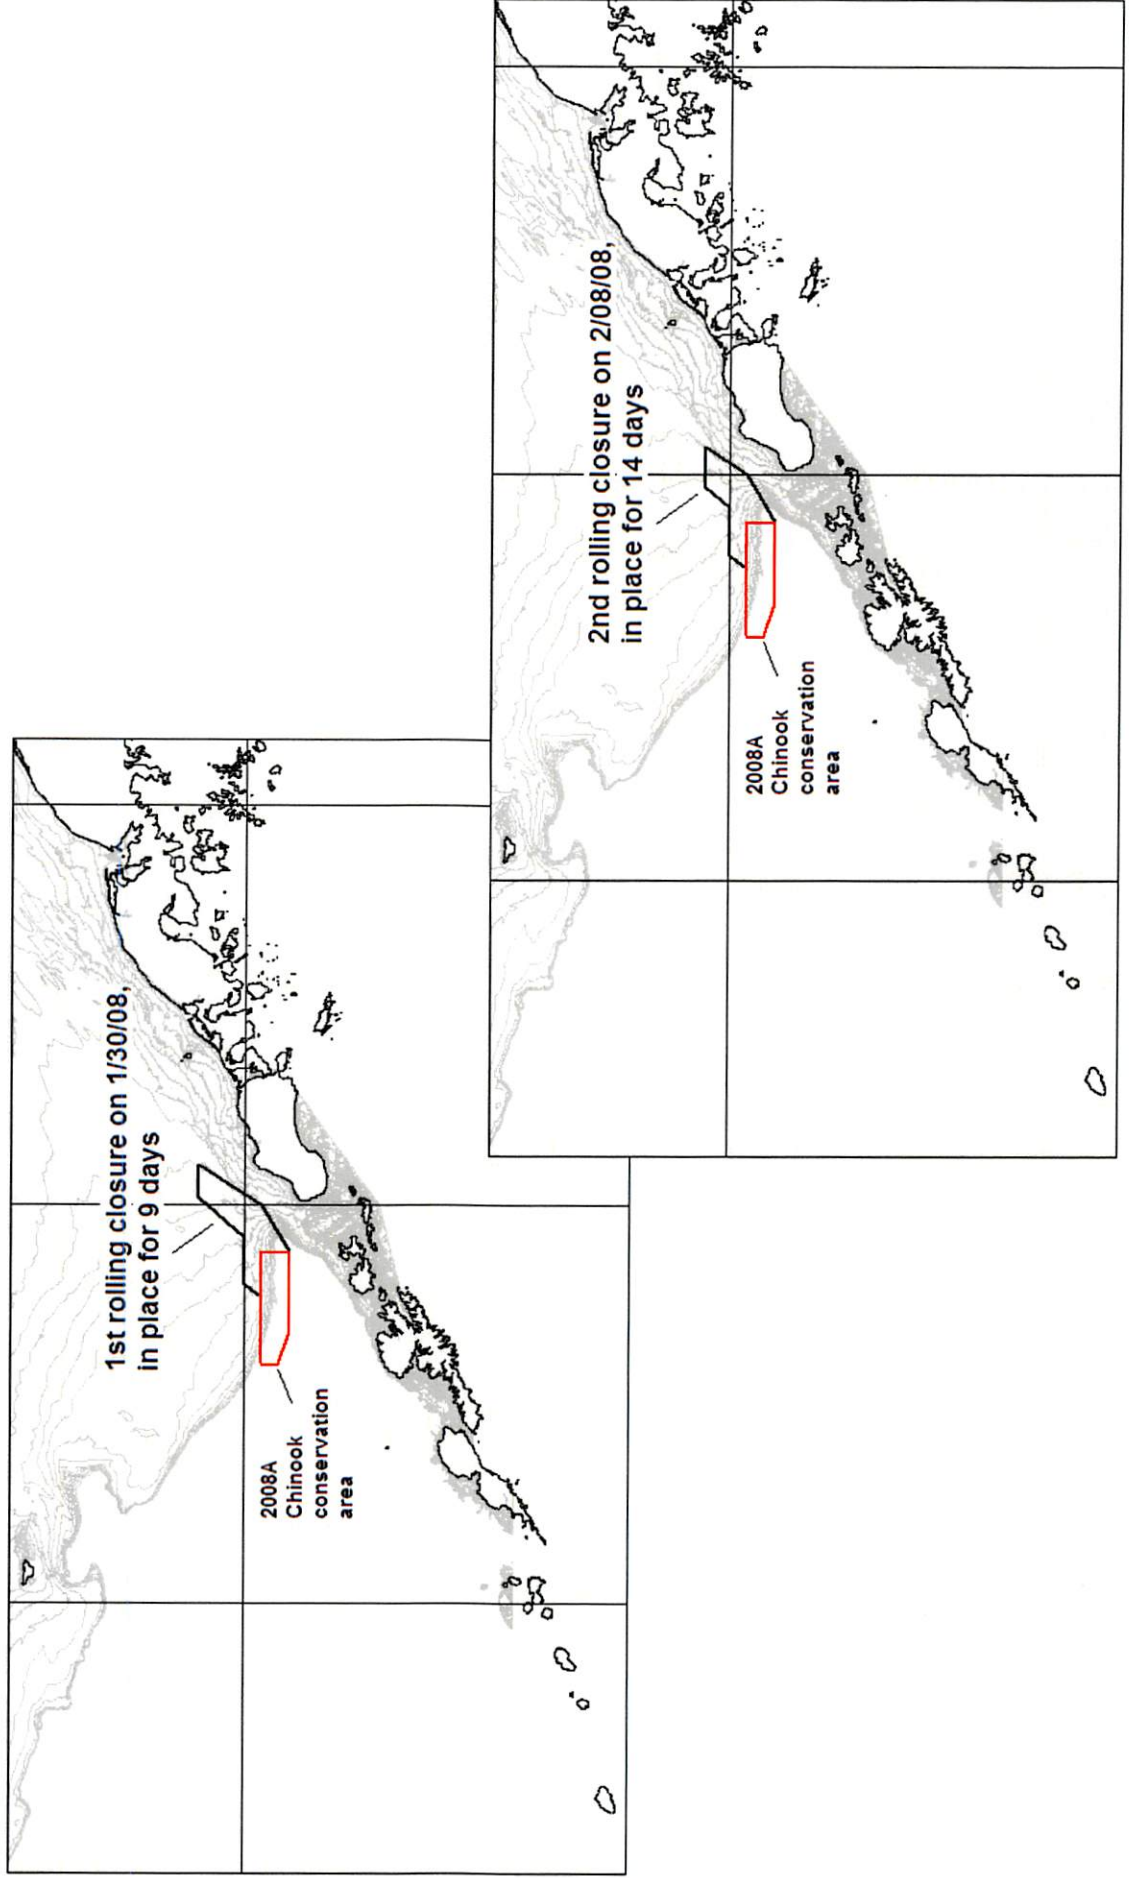 1st rolling closure on 1/30/08,
in place for 9 days
2008A
Chinook
conservation
area
2nd rolling closure on 2/08/08,
in place for 14 days
2008A
Chinook
conservation
area